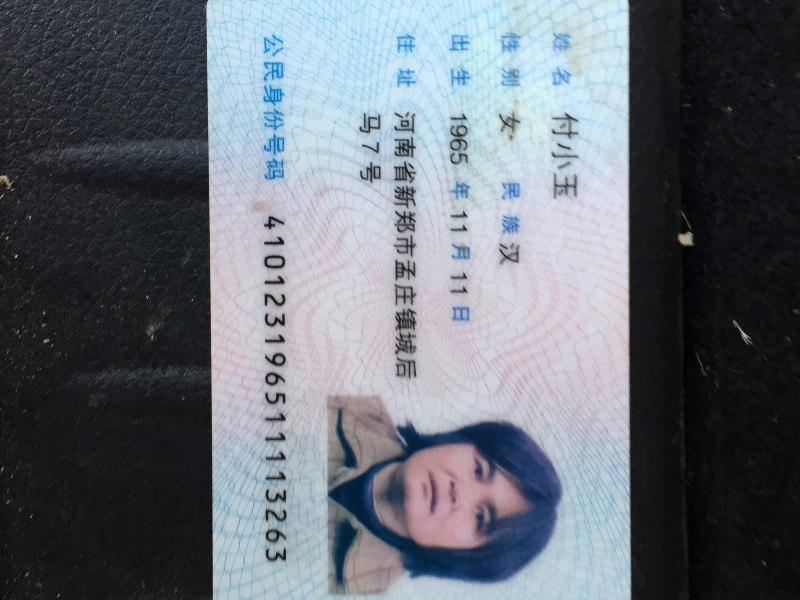 姓名 付小玉
性别 女 民族 汉
出生 1965 年 11 月 11 日
住址 河南省新郑市孟庄镇城后
马7号
公民身份号码 410123196511113263